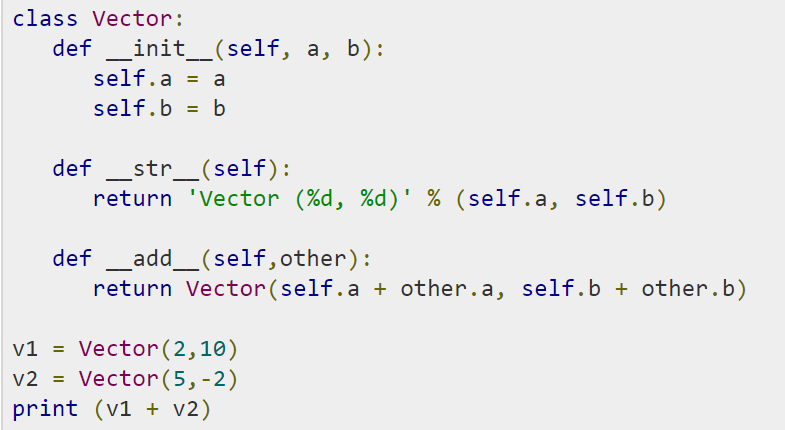 class Vector:
   def __init__(self, a, b):
      self.a = a
      self.b = b

   def __str__(self):
      return 'Vector (%d, %d)' % (self.a, self.b)

   def __add__(self,other):
      return Vector(self.a + other.a, self.b + other.b)

v1 = Vector(2,10)
v2 = Vector(5,-2)
print (v1 + v2)